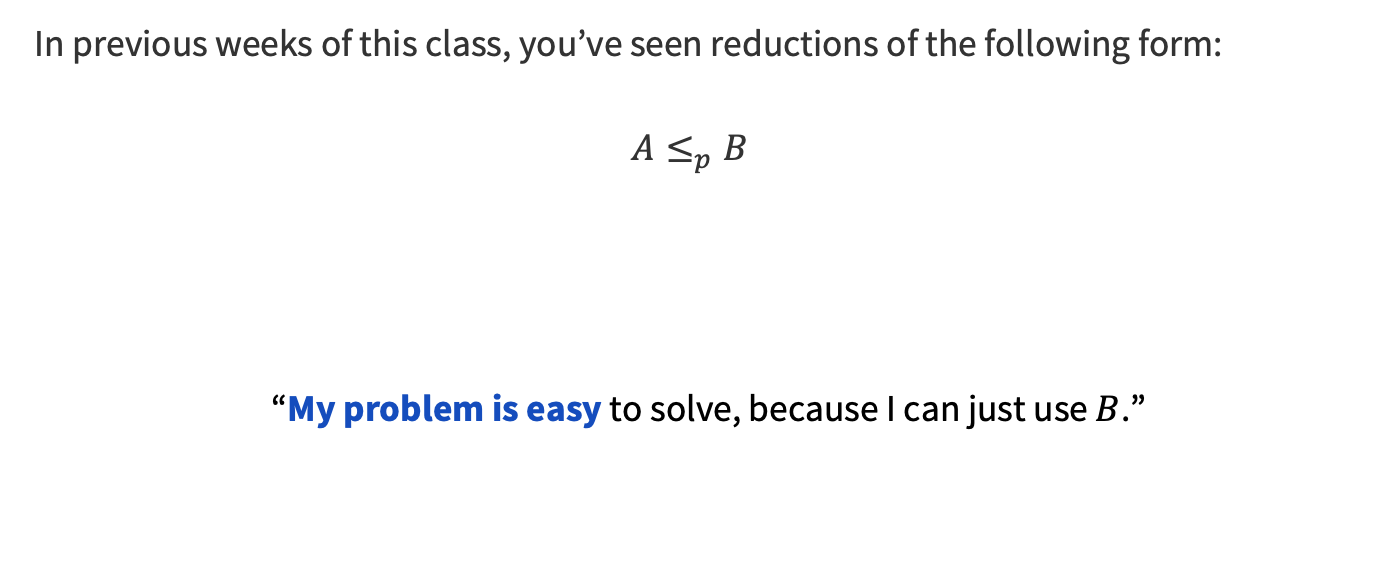 In previous weeks of this class, you’ve seen reductions of the following form:
A ≤p B
“My problem is easy to solve, because I can just use B.”